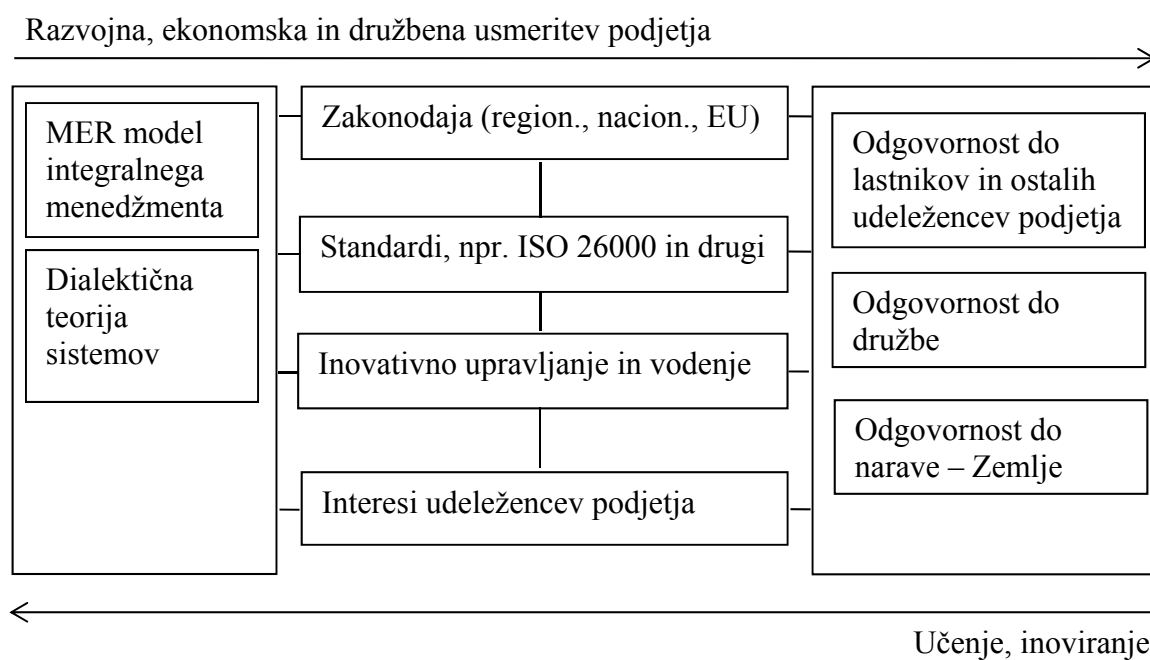 Razvojna, ekonomska in družbena usmeritev podjetja
MER model
integralnega
menedžmenta
Dialektična
teorija
sistemov
Zakonodaja (region., nacion., EU)
Standardi, npr. ISO 26000 in drugi
Inovativno upravljanje in vodenje
Interesi udeležencev podjetja
Odgovornost do
lastnikov in ostalih
udeležencev podjetja
Odgovornost do
družbe
Odgovornost do
narave – Zemlje
Učenje, inoviranje